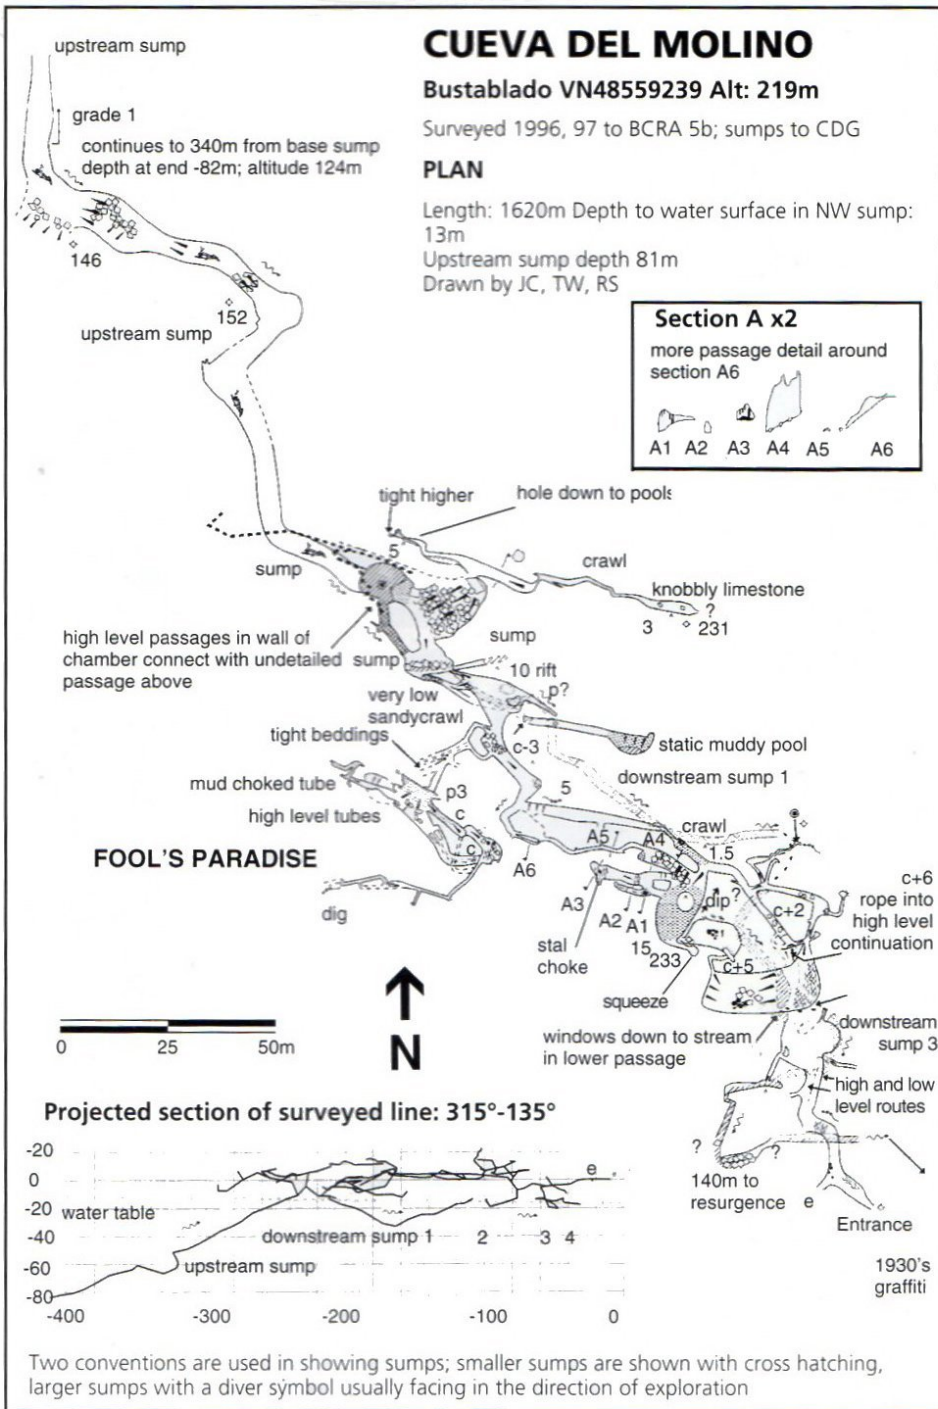 CUEVA DEL MOLINO
Bustablado VN48559239 Alt: 219m
Surveyed 1996, 97 to BCRA 5b; sumps to CDG
PLAN
Length: 1620m Depth to water surface in NW sump:
13m
Upstream sump depth 81m
Drawn by JC, TW, RS
Section A x2
more passage detail around
section A6
A1 A2 A3 A4 A5 A6
upstream sump
grade 1
continues to 340m from base sump
depth at end -82m; altitude 124m
146
152
upstream sump
tight higher
hole down to pools
5
sump
crawl
knobbly limestone
?
3
231
high level passages in wall of
chamber connect with undetailed
passage above
sump
sump
10 rift
p?
very low
sandycrawl
tight beddings
c-3
static muddy pool
mud choked tube
p3
downstream sump 1
high level tubes
c
5
c
A5
A4
crawl
1.5
FOOL'S PARADISE
A6
dig
A3
A2 A1
dip?
c+2
c+6
rope into
high level
continuation
stal
choke
15
233
c+5
squeeze
windows down to stream
in lower passage
downstream
sump 3
N
0 25 50m
high and low
level routes
?
?
140m to
resurgence
e
Entrance
1930's
graffiti
Projected section of surveyed line: 315°-135°
-20
0
-20
-40
-60
-80
water table
e
downstream sump 1 2 3 4
upstream sump
-400 -300 -200 -100 0
Two conventions are used in showing sumps; smaller sumps are shown with cross hatching,
larger sumps with a diver symbol usually facing in the direction of exploration